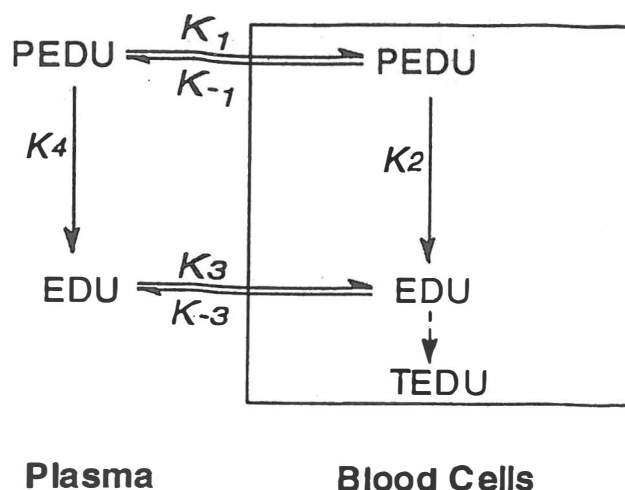 K1
PEDU PEDU
K-1
K4 K2
K3
EDU EDU
K-3
TEDU
Plasma Blood Cells